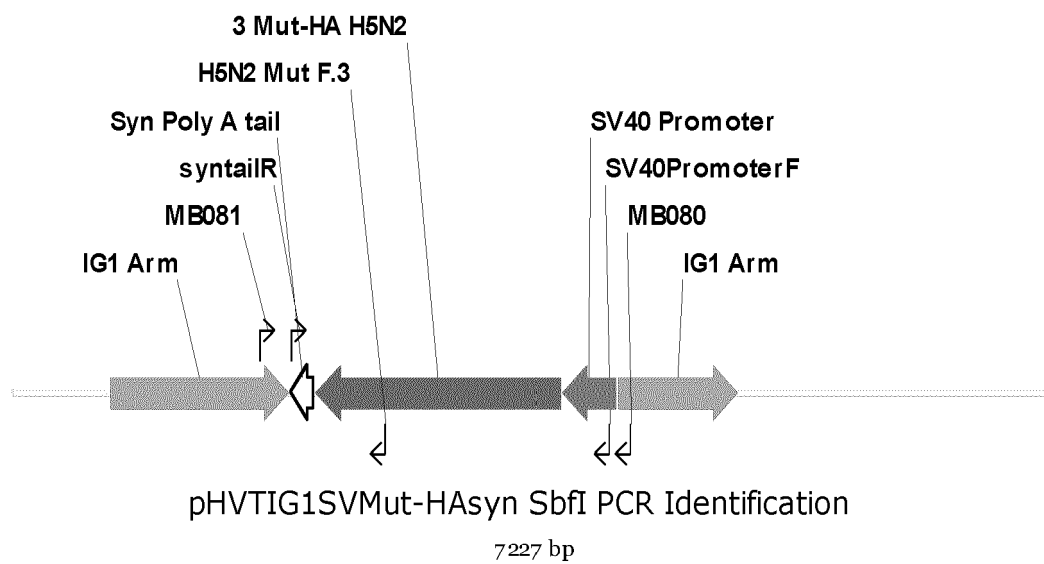 3 Mut-HA H5N2
H5N2 Mut F.3
Syn Poly A tail
SV40 Promoter
syntailR
SV40PromoterF
MB081
MB080
IG1 Arm
IG1 Arm
pHVTIG1SVMut-HAsyn SbfI PCR Identification
7227 bp